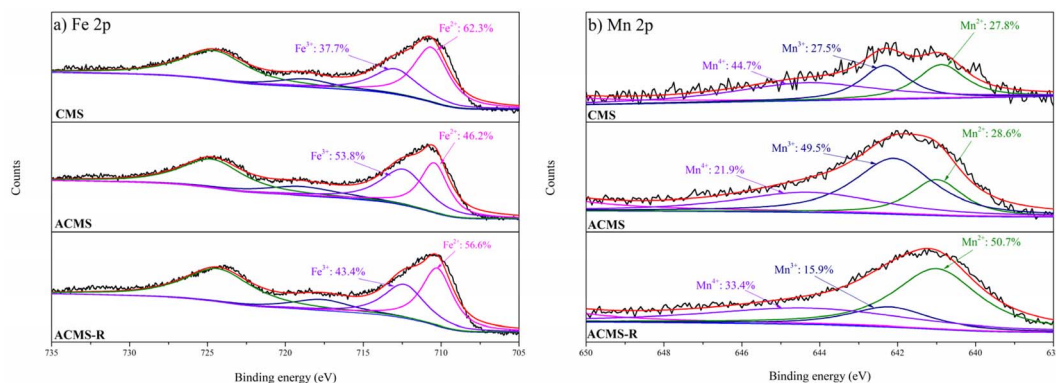 a) Fe 2p
Fe²⁺: 62.3%
Fe³⁺: 37.7%
CMS
Fe²⁺: 46.2%
Fe³⁺: 53.8%
ACMS
Fe²⁺: 56.6%
Fe³⁺: 43.4%
ACMS-R
Counts
735 730 725 720 715 710 705
Binding energy (eV)
b) Mn 2p
Mn²⁺: 27.8%
Mn³⁺: 27.5%
Mn⁴⁺: 44.7%
CMS
Mn²⁺: 28.6%
Mn³⁺: 49.5%
Mn⁴⁺: 21.9%
ACMS
Mn²⁺: 50.7%
Mn³⁺: 15.9%
Mn⁴⁺: 33.4%
ACMS-R
Counts
650 648 646 644 642 640
Binding energy (eV)